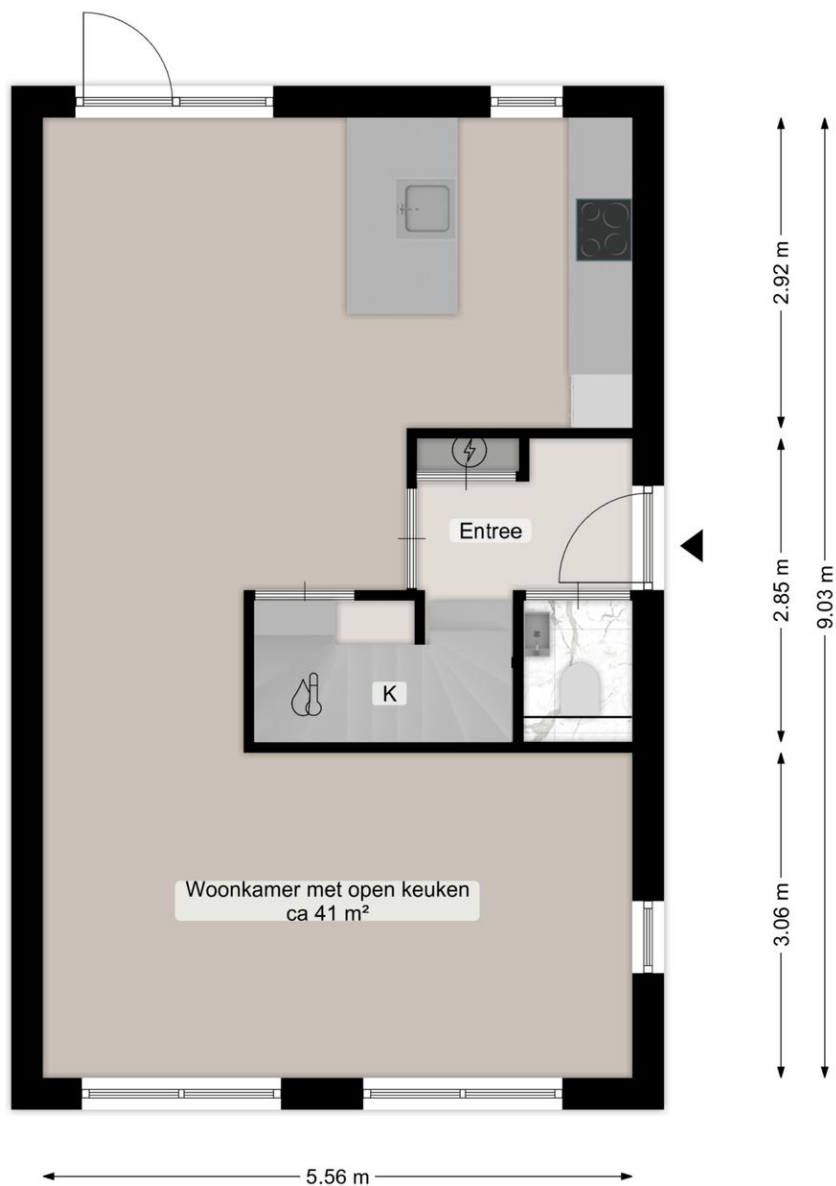 2.92 m
Entree
2.85 m
9.03 m
K
Woonkamer met open keuken
ca 41 m²
3.06 m
5.56 m